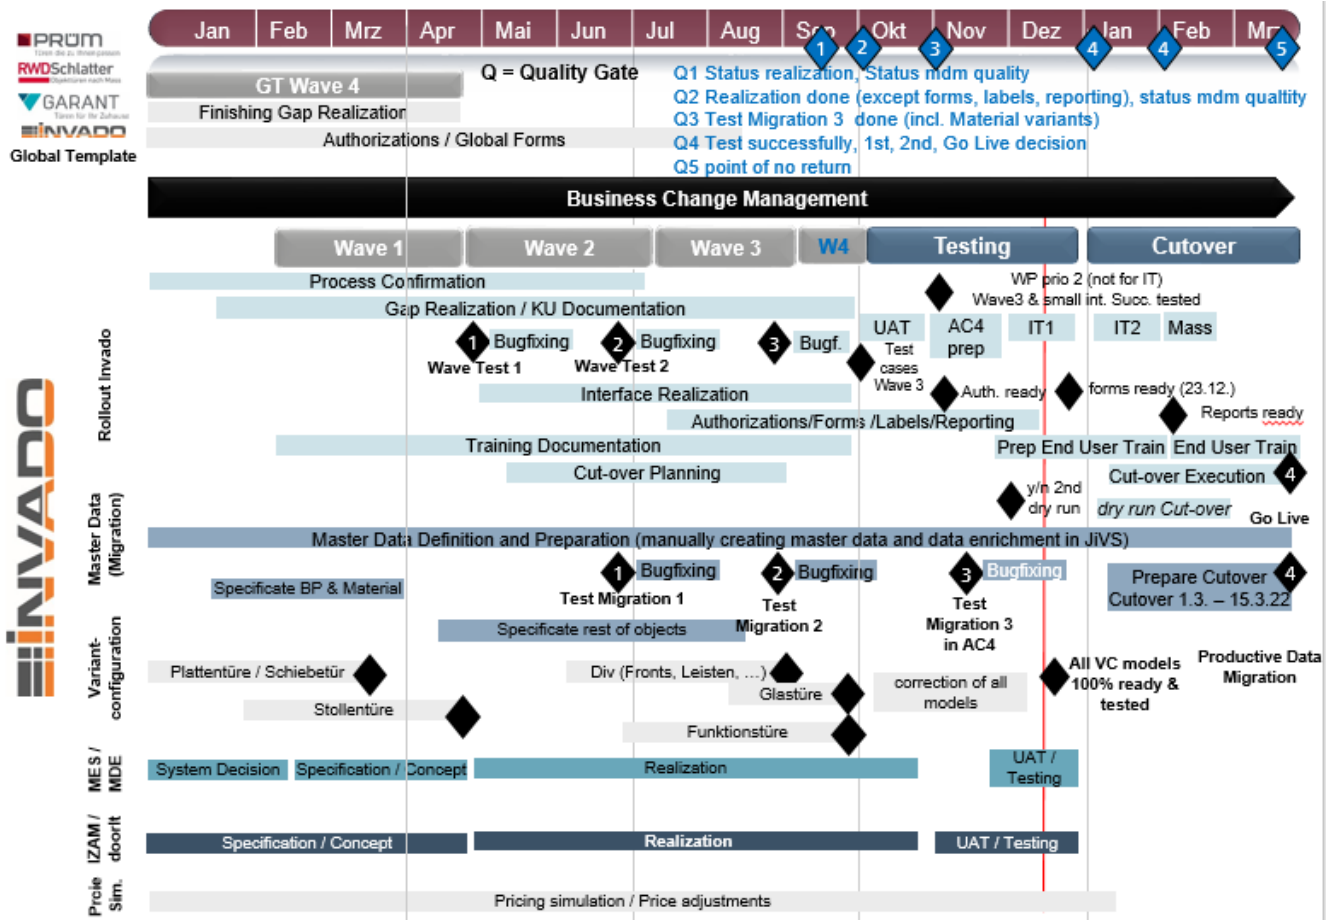 Jan Feb Mrz Apr Mai Jun Jul Aug Sep Okt Nov Dez Jan Feb Mrz
1 2 3 4 4 5
PRÜM
Türen die zu Ihnen passen
RWDSchlatter
Objekttüren nach Mass
GARANT
Türen für Ihr Zuhause
INVADO
Global Template
GT Wave 4
Finishing Gap Realization
Authorizations / Global Forms
Q = Quality Gate
Q1 Status realization, Status mdm quality
Q2 Realization done (except forms, labels, reporting), status mdm qualtity
Q3 Test Migration 3 done (incl. Material variants)
Q4 Test successfully, 1st, 2nd, Go Live decision
Q5 point of no return
Business Change Management
Wave 1 Wave 2 Wave 3 W4 Testing Cutover
INVADO
Rollout Invado
Process Confirmation
WP prio 2 (not for IT)
Wave3 & small int. Succ. tested
Gap Realization / KU Documentation
UAT
AC4
prep
IT1
IT2
Mass
1 Bugfixing
Wave Test 1
2 Bugfixing
Wave Test 2
3 Bugf.
Test
cases
Wave 3
Interface Realization
Auth. ready
forms ready (23.12.)
Authorizations/Forms /Labels/Reporting
Reports ready
Training Documentation
Prep End User Train
End User Train
Cut-over Planning
Cut-over Execution 4
y/n 2nd
dry run
dry run Cut-over
Go Live
Master Data
(Migration)
Master Data Definition and Preparation (manually creating master data and data enrichment in JiVS)
1 Bugfixing
Test Migration 1
2 Bugfixing
Test
Migration 2
3 Bugfixing
Test
Migration 3
in AC4
Prepare Cutover
Cutover 1.3. – 15.3.22
4
Specificate BP & Material
Specificate rest of objects
Productive Data
Migration
Variant-
configuration
Plattentüre / Schiebetür
Div (Fronts, Leisten, …)
Glastüre
correction of all
models
All VC models
100% ready &
tested
Stollentüre
Funktionstüre
MES /
MDE
System Decision
Specification / Concept
Realization
UAT /
Testing
IZAM /
doorIt
Specification / Concept
Realization
UAT / Testing
Prcie
Sim.
Pricing simulation / Price adjustments